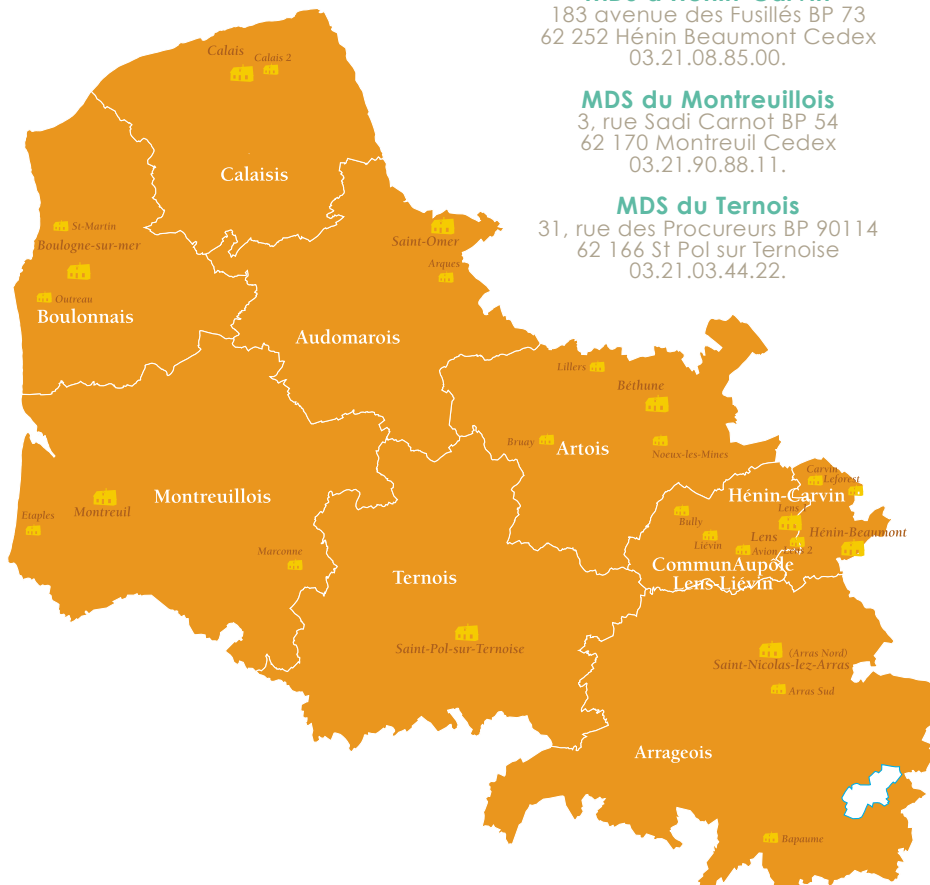 MDS d'Hénin-Carvin
183 avenue des Fusillés BP 73
62 252 Hénin Beaumont Cedex
03.21.08.85.00.
MDS du Montreuillois
3, rue Sadi Carnot BP 54
62 170 Montreuil Cedex
03.21.90.88.11.
MDS du Ternois
31, rue des Procureurs BP 90114
62 166 St Pol sur Ternoise
03.21.03.44.22.
Calais
Calais 2
Calaisis
St-Martin
Boulogne-sur-mer
Outreau
Boulonnais
Saint-Omer
Arques
Audomarois
Lillers
Béthune
Bruay
Artois
Noeux-les-Mines
Montreuillois
Montreuil
Etaples
Marconne
Carvin
Leforest
Hénin-Carvin
Lens 1
Bully
Hénin-Beaumont
Lens
Liévin
Avion
Lens 2
CommunAupole
Lens-Liévin
Ternois
Saint-Pol-sur-Ternoise
(Arras Nord)
Saint-Nicolas-lez-Arras
Arras Sud
Arrageois
Bapaume